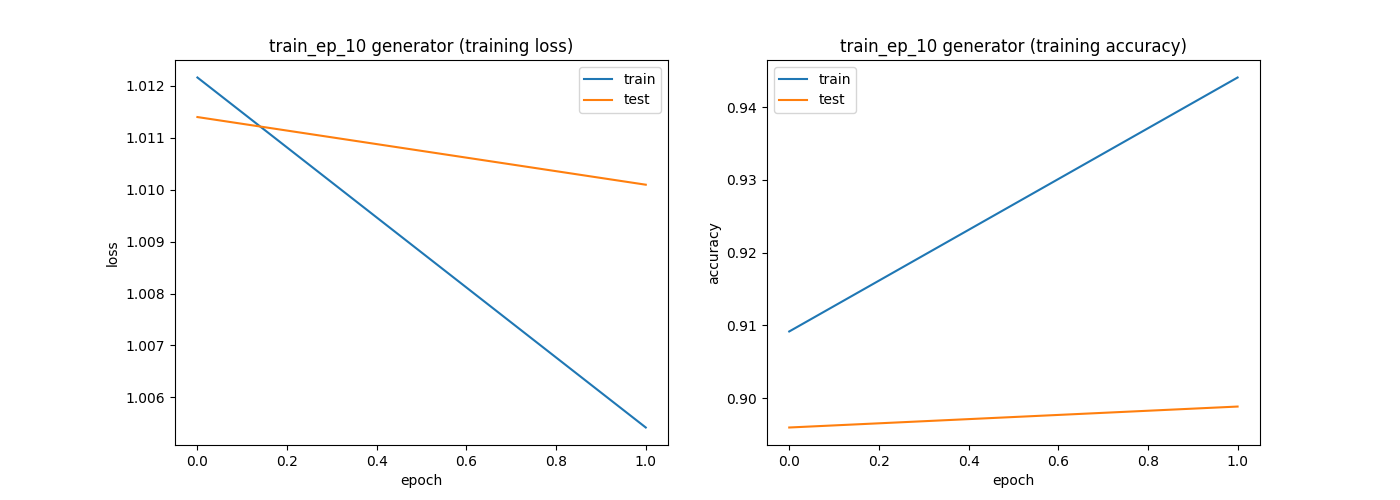 train_ep_10 generator (training loss)
train
test
1.012
1.011
1.010
1.009
1.008
1.007
1.006
loss
0.0 0.2 0.4 0.6 0.8 1.0
epoch
train_ep_10 generator (training accuracy)
train
test
0.94
0.93
0.92
0.91
0.90
accuracy
0.0 0.2 0.4 0.6 0.8 1.0
epoch